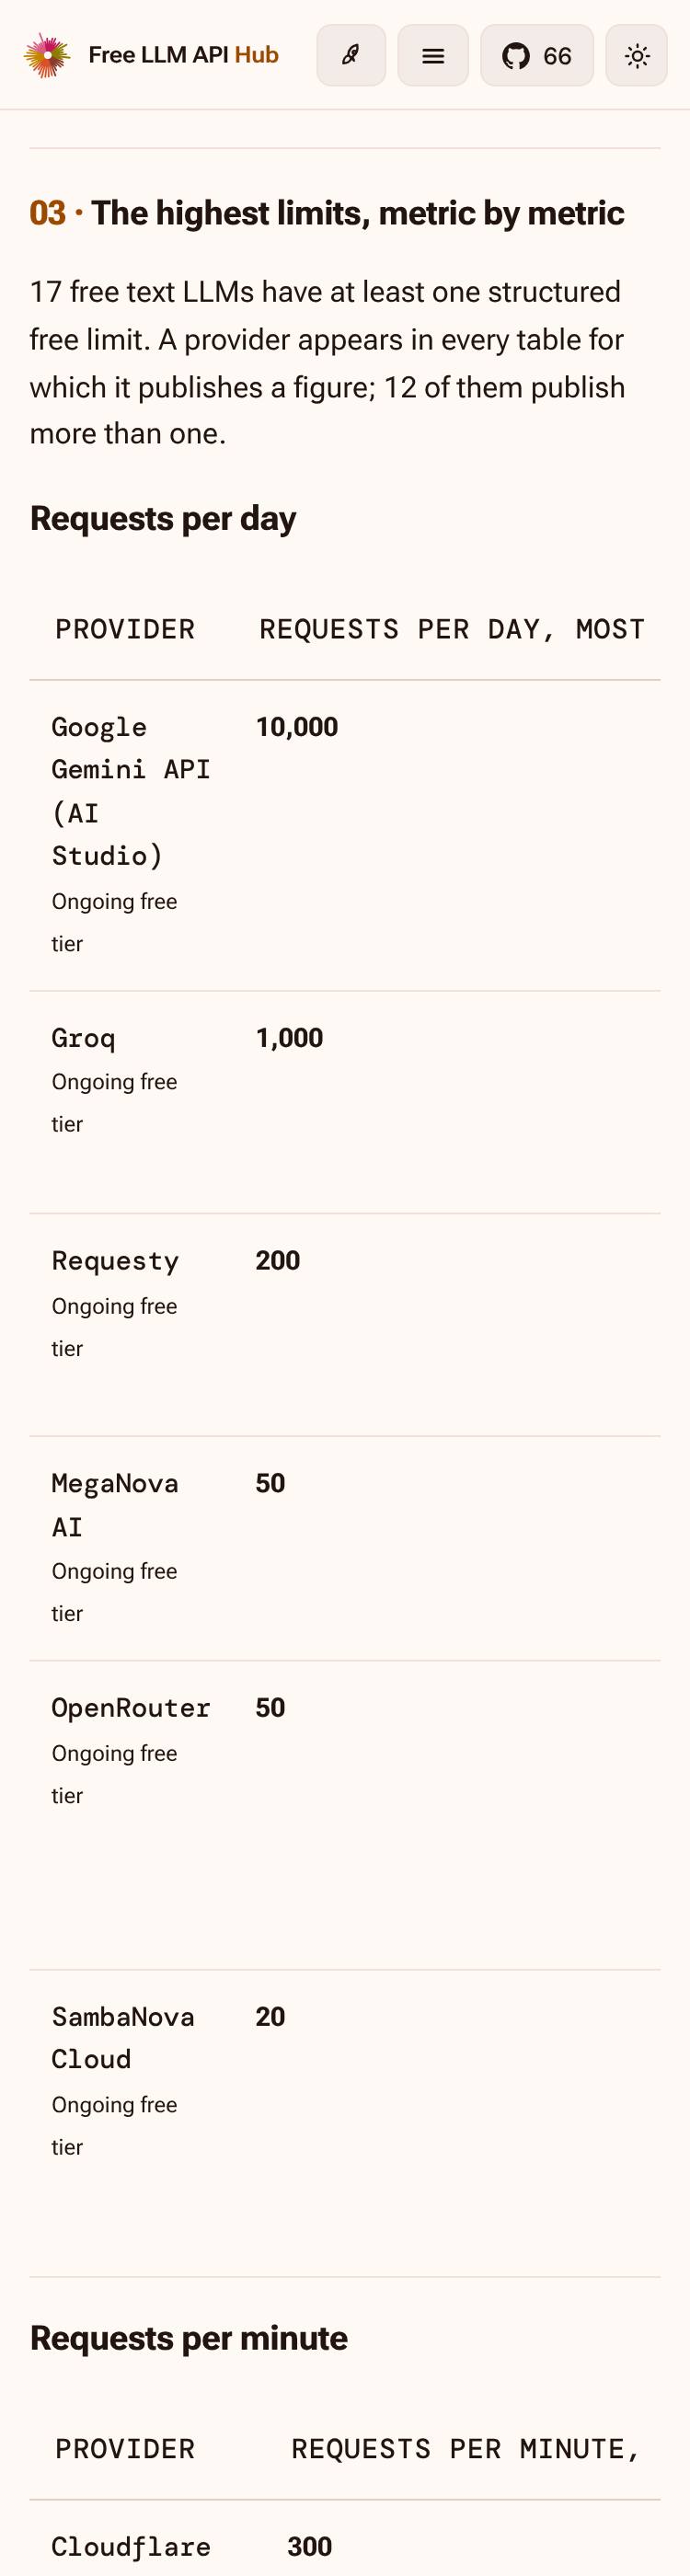 Free LLM API Hub
66
03 · The highest limits, metric by metric
17 free text LLMs have at least one structured
free limit. A provider appears in every table for
which it publishes a figure; 12 of them publish
more than one.
Requests per day
PROVIDER REQUESTS PER DAY, MOST
Google 10,000
Gemini API
(AI
Studio)
Ongoing free
tier
Groq 1,000
Ongoing free
tier
Requesty 200
Ongoing free
tier
MegaNova 50
AI
Ongoing free
tier
OpenRouter 50
Ongoing free
tier
SambaNova 20
Cloud
Ongoing free
tier
Requests per minute
PROVIDER REQUESTS PER MINUTE,
Cloudflare 300